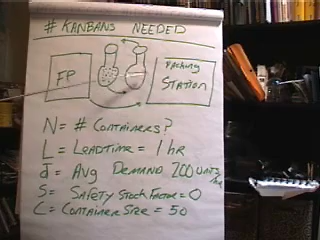 # KANBANS NEEDED
FP
Packing
STATION
N = # CONTAINERS?
L = LEADTIME = 1 hr
d = AVG DEMAND 200 UNITS/HR
S = SAFETY STOCK FACTOR = 0
C = CONTAINER SIZE = 50